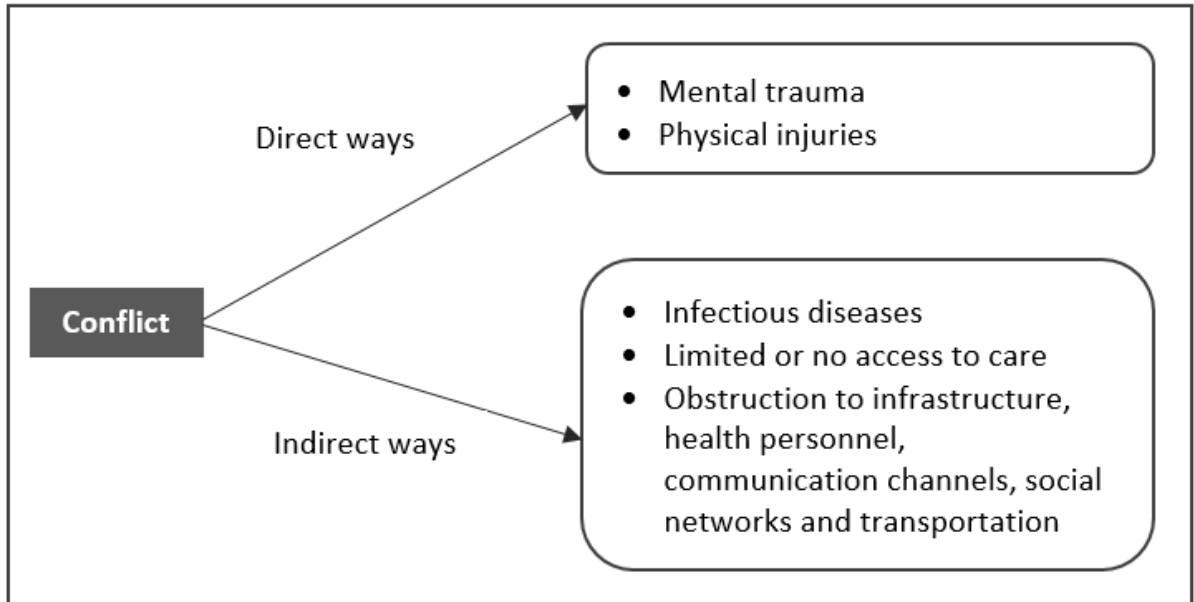 Direct ways
• Mental trauma
• Physical injuries
Conflict
Indirect ways
• Infectious diseases
• Limited or no access to care
• Obstruction to infrastructure,
health personnel,
communication channels, social
networks and transportation